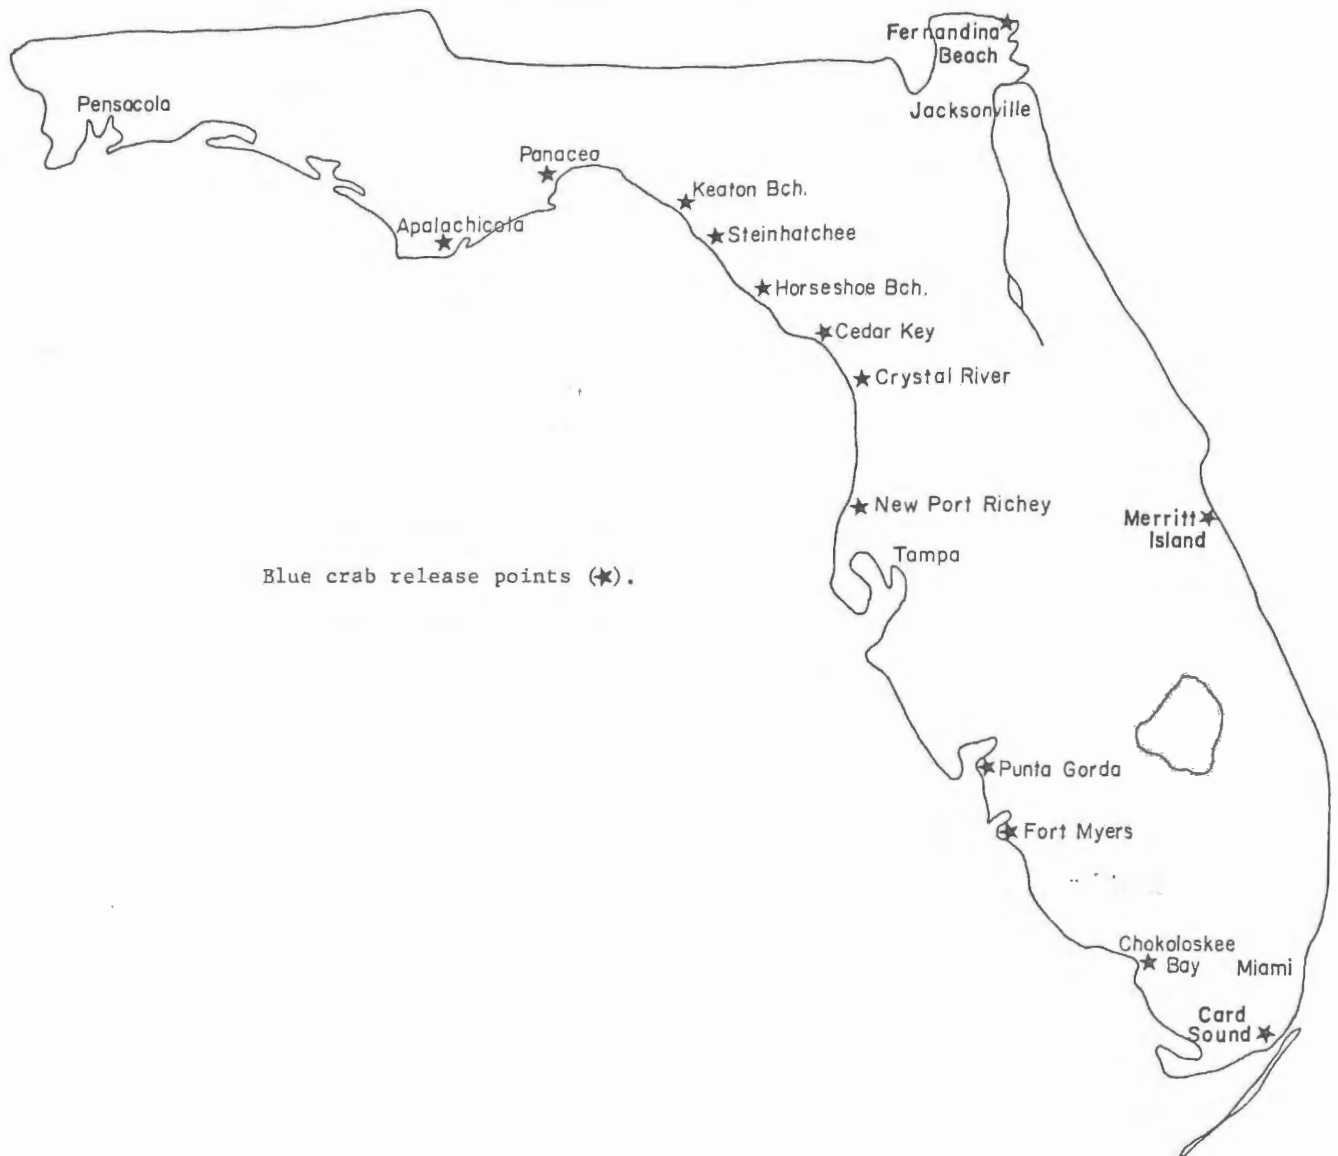 Fernandina
Beach
Pensacola
Jacksonville
Panacea
Keaton Bch.
Apalachicola
Steinhatchee
Horseshoe Bch.
Cedar Key
Crystal River
New Port Richey
Merritt
Island
Tampa
Blue crab release points (★).
Punta Gorda
Fort Myers
Chokoloskee
Bay
Miami
Card
Sound